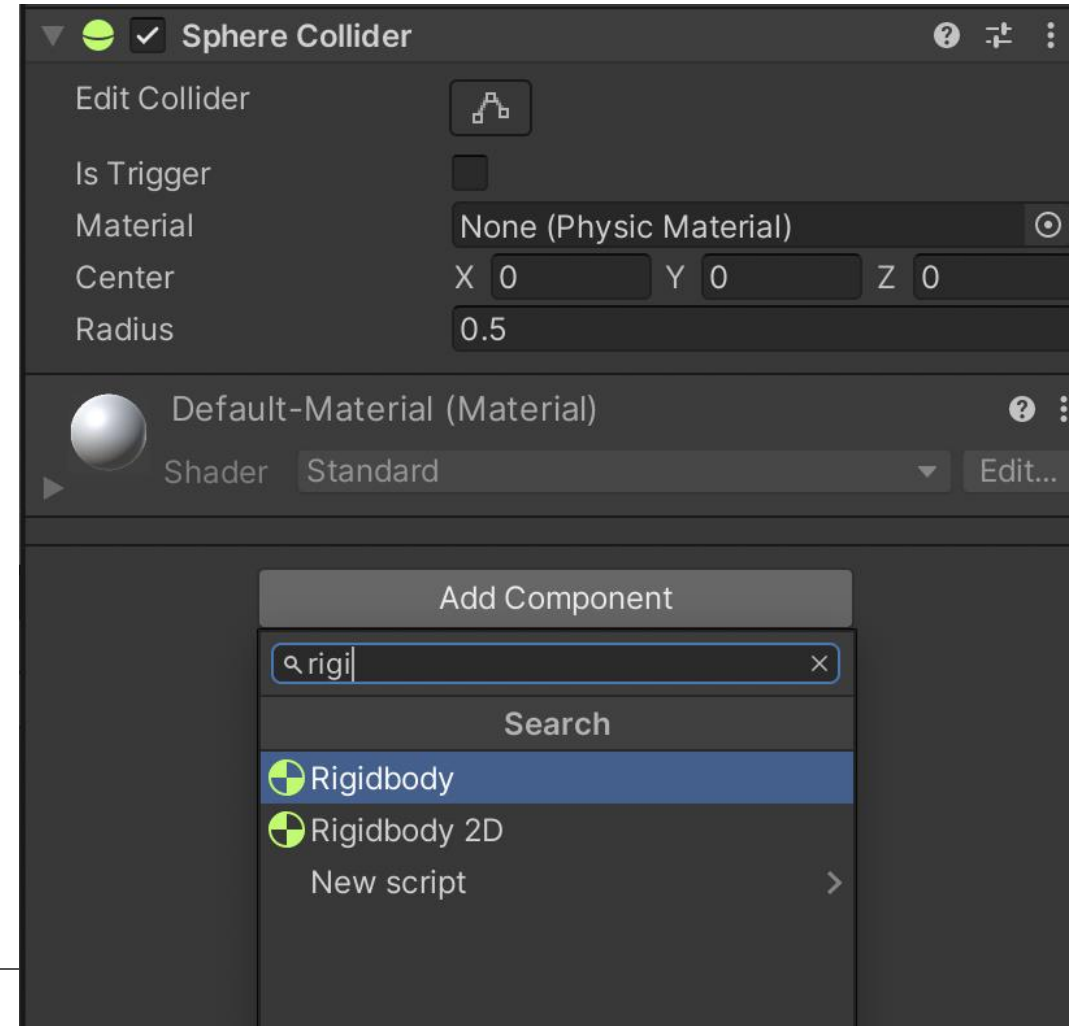 Sphere Collider
Edit Collider
Is Trigger
Material None (Physic Material)
Center X 0 Y 0 Z 0
Radius 0.5
Default-Material (Material)
Shader Standard Edit...
Add Component
rigi
Search
Rigidbody
Rigidbody 2D
New script